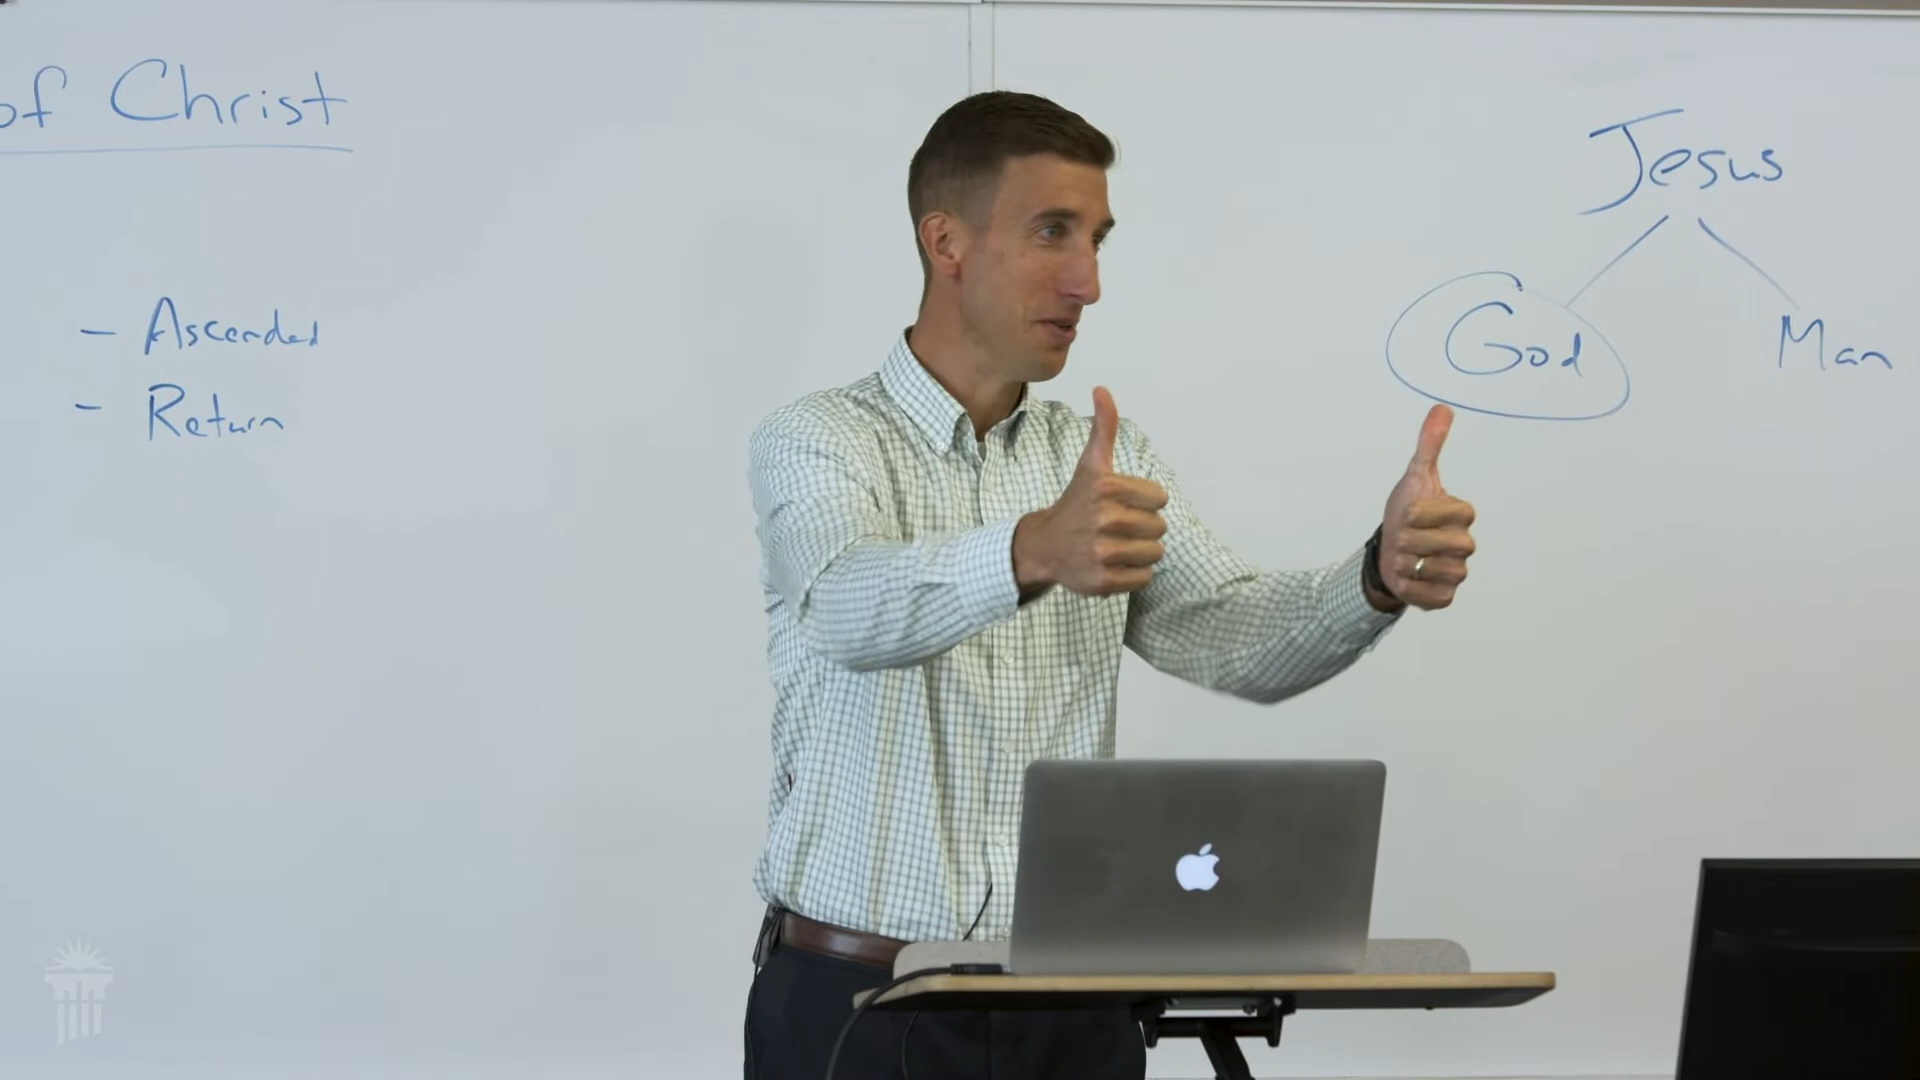 of Christ
- Ascended
- Return
Jesus
God
Man